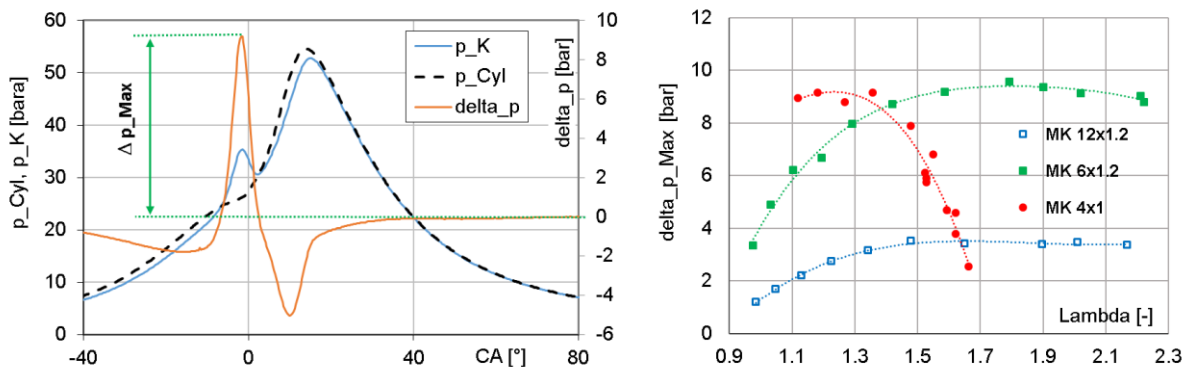 p_Cyl, p_K [bara]
60
50
40
30
20
10
0
Δ p_Max
p_K
p_Cyl
delta_p
10
8
6
4
2
0
-2
-4
-6
delta_p [bar]
-40
0
40
80
CA [°]
delta_p_Max [bar]
12
10
8
6
4
2
0
MK 12x1.2
MK 6x1.2
MK 4x1
Lambda [-]
0.9
1.1
1.3
1.5
1.7
1.9
2.1
2.3